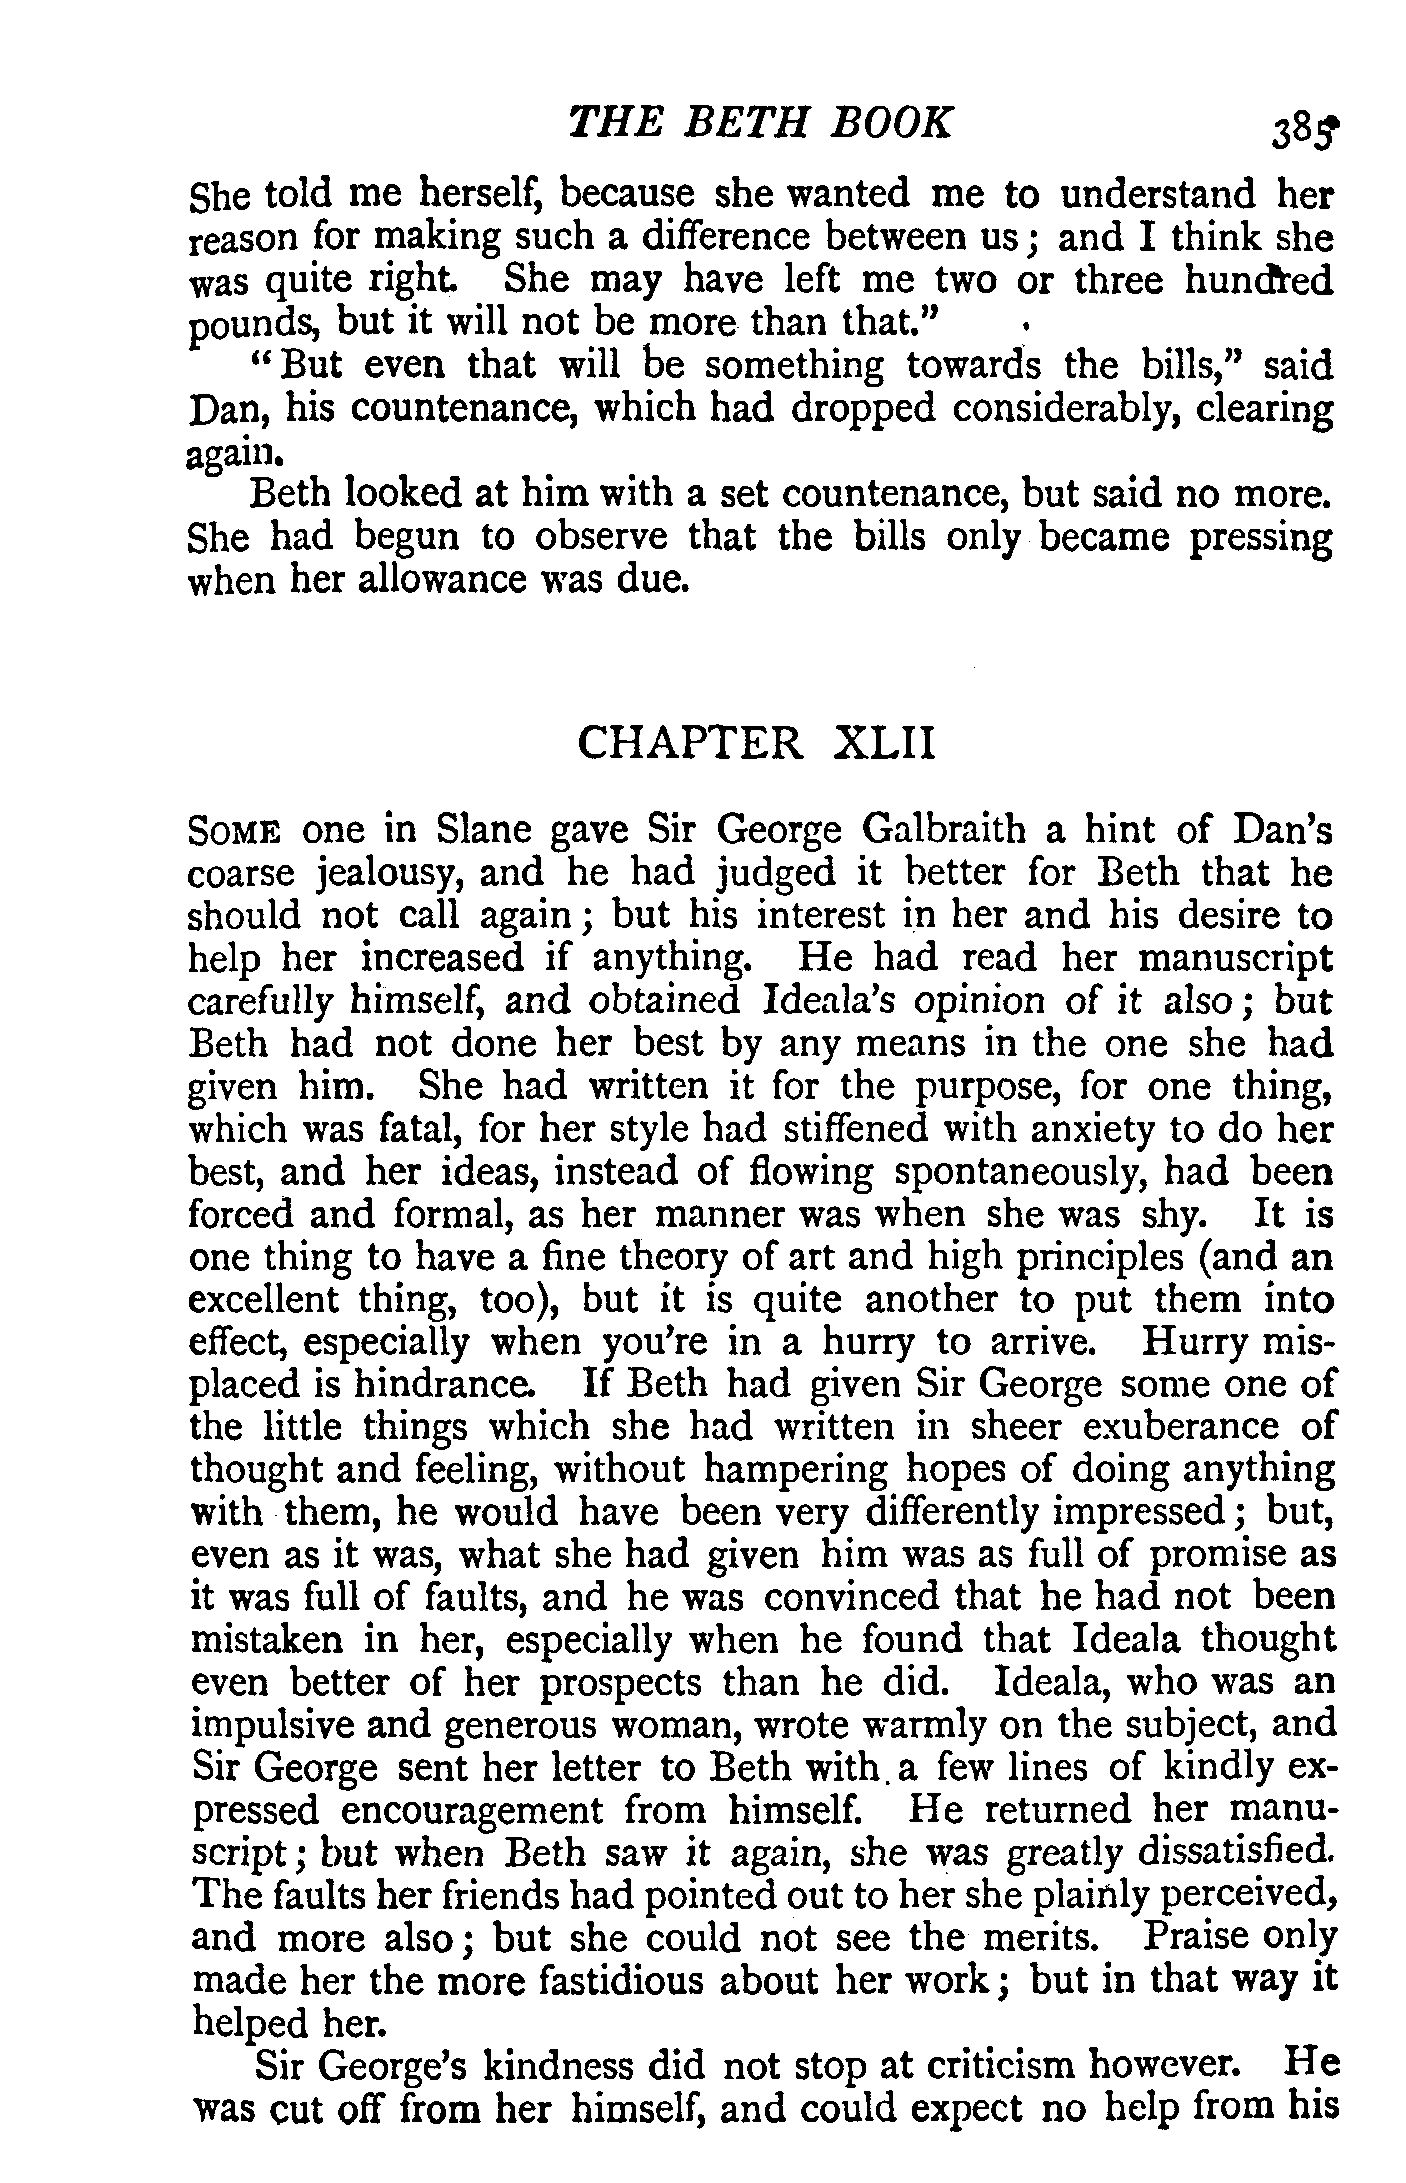 THE BETH BOOK 385
She told me herself, because she wanted me to understand her
reason for making such a difference between us; and I think she
was quite right. She may have left me two or three hundred
pounds, but it will not be more than that."
"But even that will be something towards the bills," said
Dan, his countenance, which had dropped considerably, clearing
again.
Beth looked at him with a set countenance, but said no more.
She had begun to observe that the bills only became pressing
when her allowance was due.
CHAPTER XLII
SOME one in Slane gave Sir George Galbraith a hint of Dan's
coarse jealousy, and he had judged it better for Beth that he
should not call again; but his interest in her and his desire to
help her increased if anything. He had read her manuscript
carefully himself, and obtained Ideala's opinion of it also; but
Beth had not done her best by any means in the one she had
given him. She had written it for the purpose, for one thing,
which was fatal, for her style had stiffened with anxiety to do her
best, and her ideas, instead of flowing spontaneously, had been
forced and formal, as her manner was when she was shy. It is
one thing to have a fine theory of art and high principles (and an
excellent thing, too), but it is quite another to put them into
effect, especially when you're in a hurry to arrive. Hurry mis-
placed is hindrance. If Beth had given Sir George some one of
the little things which she had written in sheer exuberance of
thought and feeling, without hampering hopes of doing anything
with them, he would have been very differently impressed; but,
even as it was, what she had given him was as full of promise as
it was full of faults, and he was convinced that he had not been
mistaken in her, especially when he found that Ideala thought
even better of her prospects than he did. Ideala, who was an
impulsive and generous woman, wrote warmly on the subject, and
Sir George sent her letter to Beth with a few lines of kindly ex-
pressed encouragement from himself. He returned her manu-
script; but when Beth saw it again, she was greatly dissatisfied.
The faults her friends had pointed out to her she plainly perceived,
and more also; but she could not see the merits. Praise only
made her the more fastidious about her work; but in that way it
helped her.
Sir George's kindness did not stop at criticism however. He
was cut off from her himself, and could expect no help from his